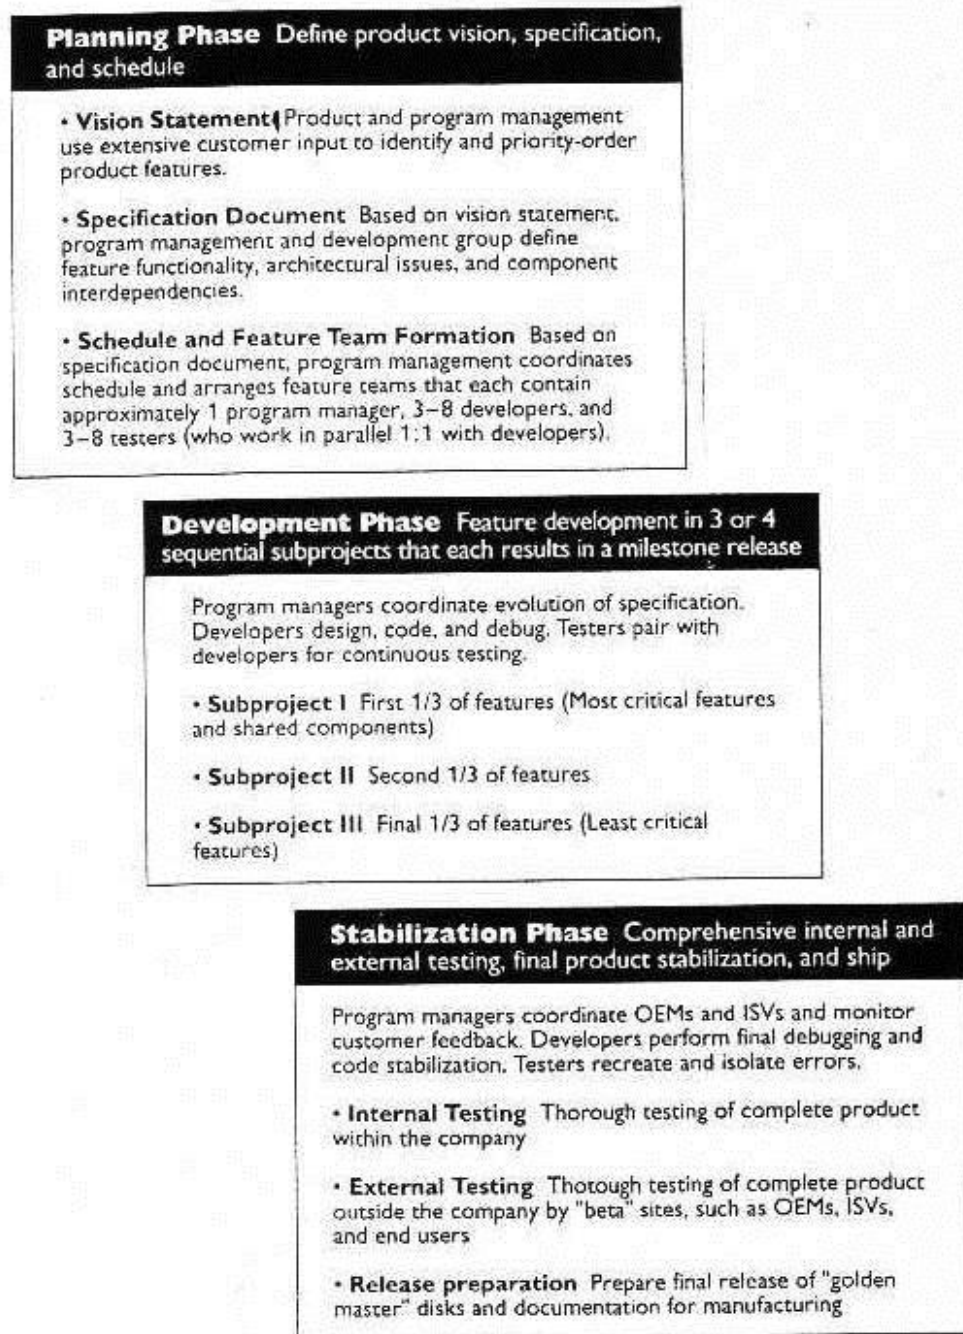 Planning Phase Define product vision, specification,
and schedule
• Vision Statement Product and program management
use extensive customer input to identify and priority-order
product features.
• Specification Document Based on vision statement,
program management and development group define
feature functionality, architectural issues, and component
interdependencies.
• Schedule and Feature Team Formation Based on
specification document, program management coordinates
schedule and arranges feature teams that each contain
approximately 1 program manager, 3–8 developers, and
3–8 testers (who work in parallel 1:1 with developers).
Development Phase Feature development in 3 or 4
sequential subprojects that each results in a milestone release
Program managers coordinate evolution of specification.
Developers design, code, and debug. Testers pair with
developers for continuous testing.
• Subproject I First 1/3 of features (Most critical features
and shared components)
• Subproject II Second 1/3 of features
• Subproject III Final 1/3 of features (Least critical
features)
Stabilization Phase Comprehensive internal and
external testing, final product stabilization, and ship
Program managers coordinate OEMs and ISVs and monitor
customer feedback. Developers perform final debugging and
code stabilization. Testers recreate and isolate errors.
• Internal Testing Thorough testing of complete product
within the company
• External Testing Thotough testing of complete product
outside the company by "beta" sites, such as OEMs, ISVs,
and end users
• Release preparation Prepare final release of "golden
master" disks and documentation for manufacturing